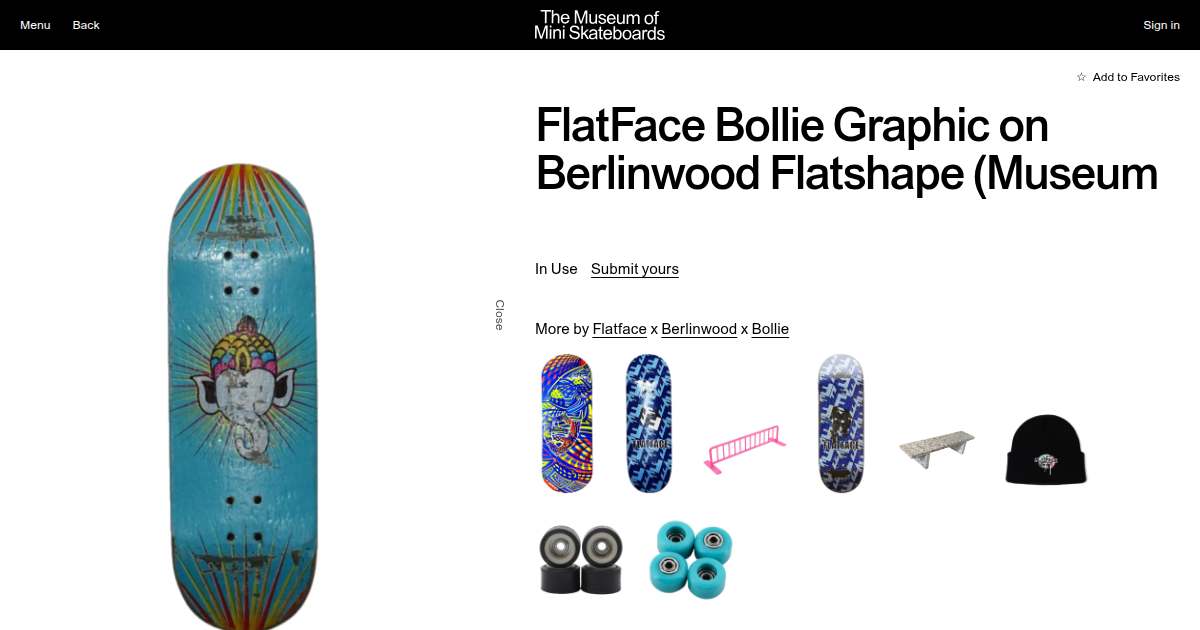 Menu
Back
The Museum of
Mini Skateboards
Sign in
☆ Add to Favorites
FlatFace Bollie Graphic on
Berlinwood Flatshape (Museum
In Use Submit yours
Close
More by Flatface x Berlinwood x Bollie